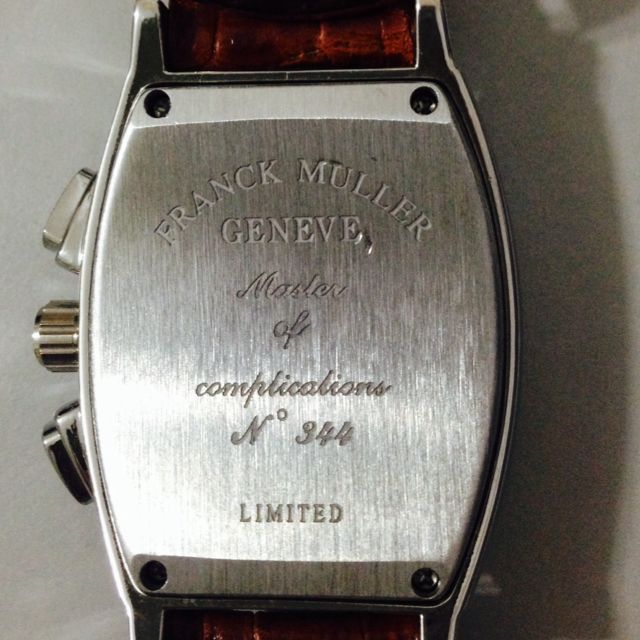 FRANCK MULLER
GENEVE
Master
of
complications
N° 344
LIMITED